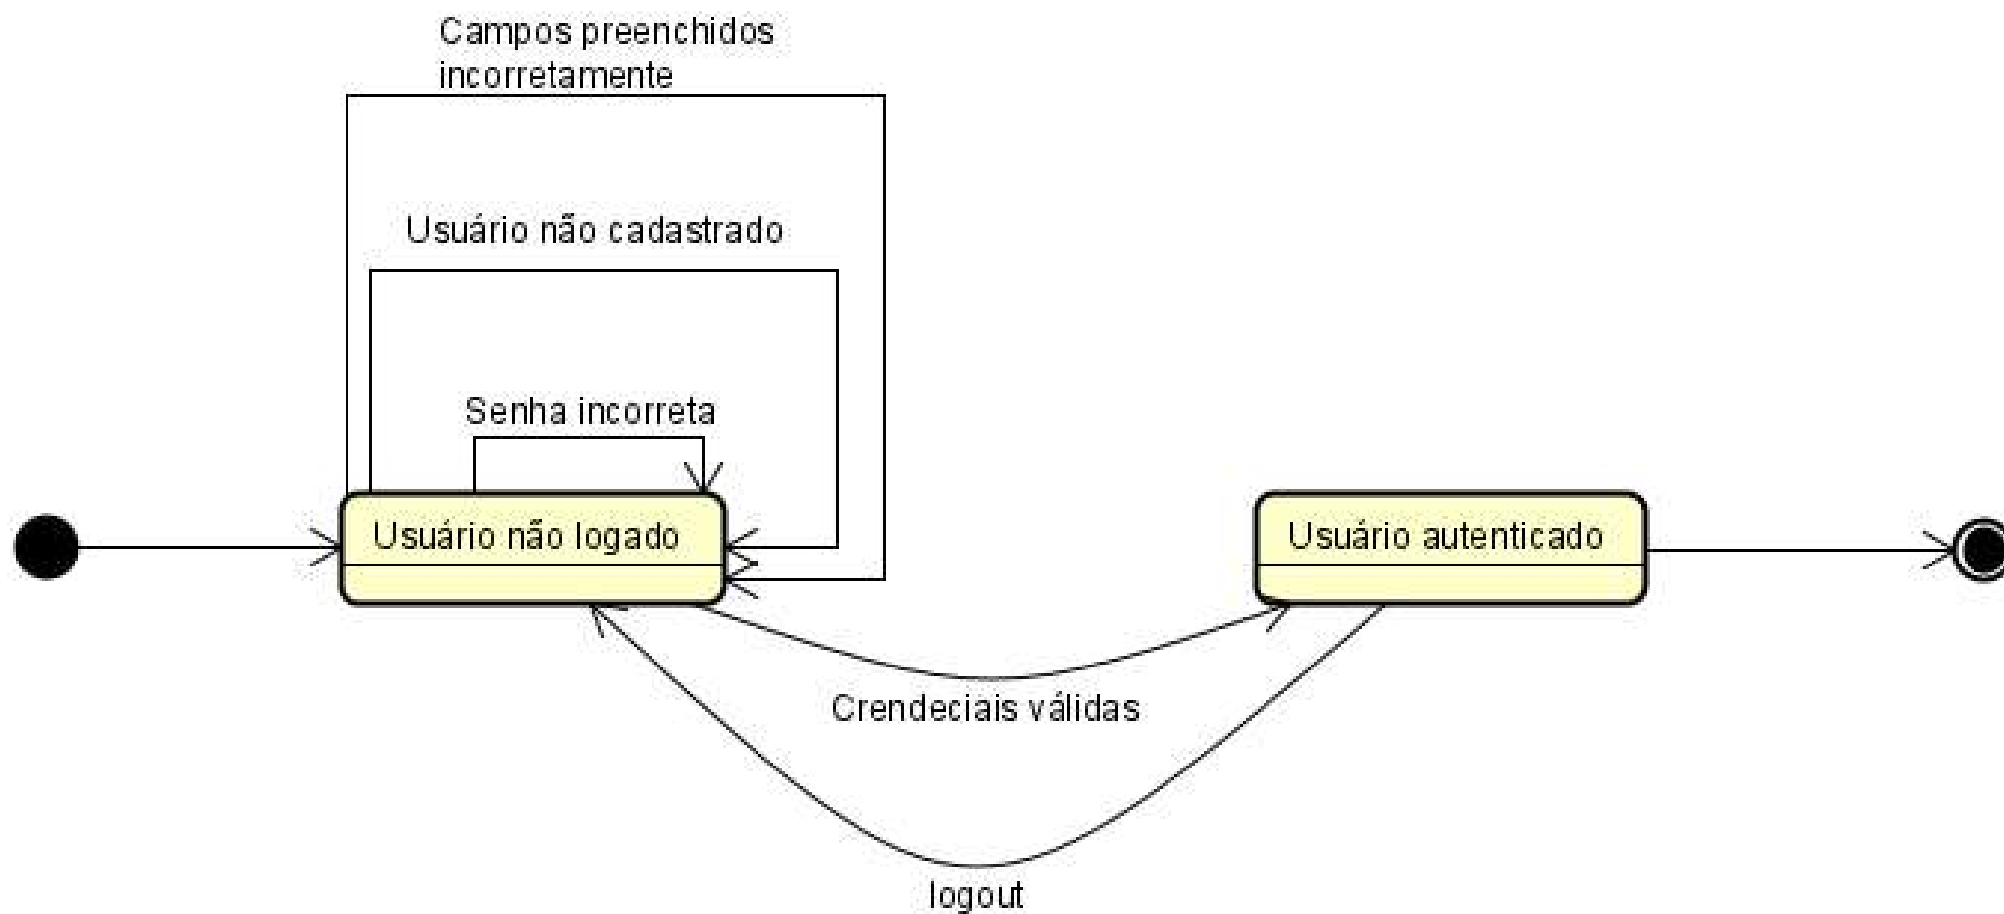 Campos preenchidos
incorretamente
Usuário não cadastrado
Senha incorreta
Usuário não logado
Usuário autenticado
Crendeciais válidas
logout